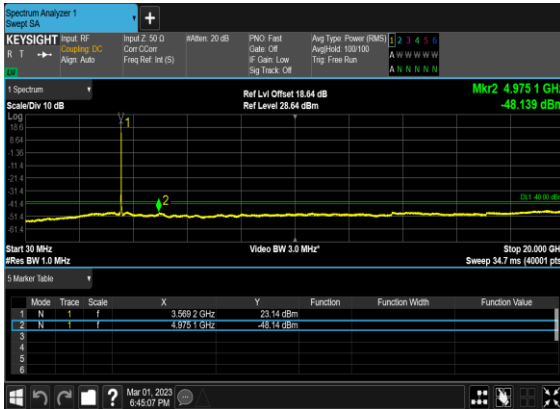 Spectrum Analyzer 1
Swept SA
+
KEYSIGHT
R T
Input: RF
Coupling: DC
Align: Auto
Input Z: 50 Ω
Corr CCorr
Freq Ref: Int (S)
#Atten: 20 dB
PNO: Fast
Gate: Off
IF Gain: Low
Sig Track: Off
Avg Type: Power (RMS)
Avg|Hold: 100/100
Trig: Free Run
1 2 3 4 5 6
A W W W W W
A N N N N N
1 Spectrum
Scale/Div 10 dB
Ref Lvl Offset 18.64 dB
Ref Level 28.64 dBm
Mkr2 4.975 1 GHz
-48.139 dBm
Log
18.6
8.64
-1.36
-11.4
-21.4
-31.4
-41.4
-51.4
-61.4
1
2
DL1 -40.00 dBm
Start 30 MHz
#Res BW 1.0 MHz
Video BW 3.0 MHz*
Stop 20.000 GHz
Sweep 34.7 ms (40001 pts)
5 Marker Table
Mode Trace Scale X Y Function Function Width Function Value
1 N 1 f 3.569 2 GHz 23.14 dBm
2 N 1 f 4.975 1 GHz -48.14 dBm
3
4
5
6
?
Mar 01, 2023
6:45:07 PM